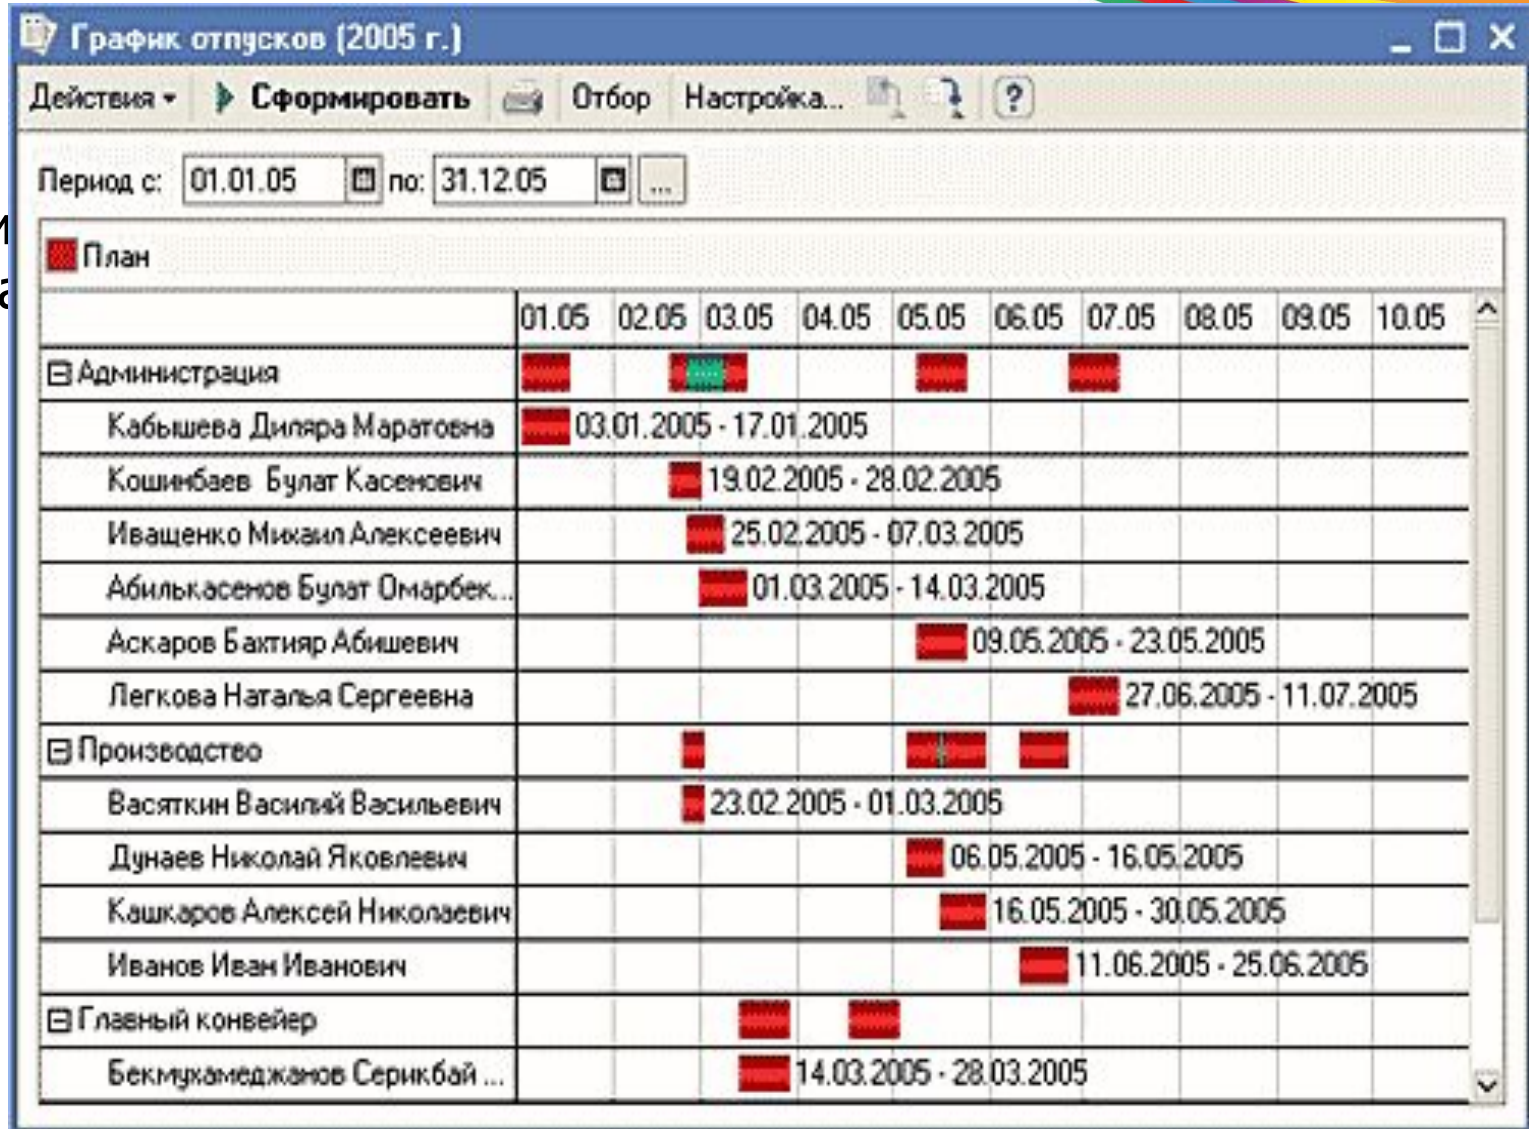 График отпусков (2005 г.)
Действия Сформировать Отбор Настройка... ?
Период с: 01.01.05 по: 31.12.05 ...
План
01.05 02.05 03.05 04.05 05.05 06.05 07.05 08.05 09.05 10.05
Администрация
Кабышева Диляра Маратовна 03.01.2005 - 17.01.2005
Кошинбаев Булат Касенович 19.02.2005 - 28.02.2005
Иващенко Михаил Алексеевич 25.02.2005 - 07.03.2005
Абилькасенов Булат Омарбек... 01.03.2005 - 14.03.2005
Аскаров Бахтияр Абишевич 09.05.2005 - 23.05.2005
Легкова Наталья Сергеевна 27.06.2005 - 11.07.2005
Производство
Васяткин Василий Васильевич 23.02.2005 - 01.03.2005
Дунаев Николай Яковлевич 06.05.2005 - 16.05.2005
Кашкаров Алексей Николаевич 16.05.2005 - 30.05.2005
Иванов Иван Иванович 11.06.2005 - 25.06.2005
Главный конвейер
Бекмухамеджанов Серикбай ... 14.03.2005 - 28.03.2005